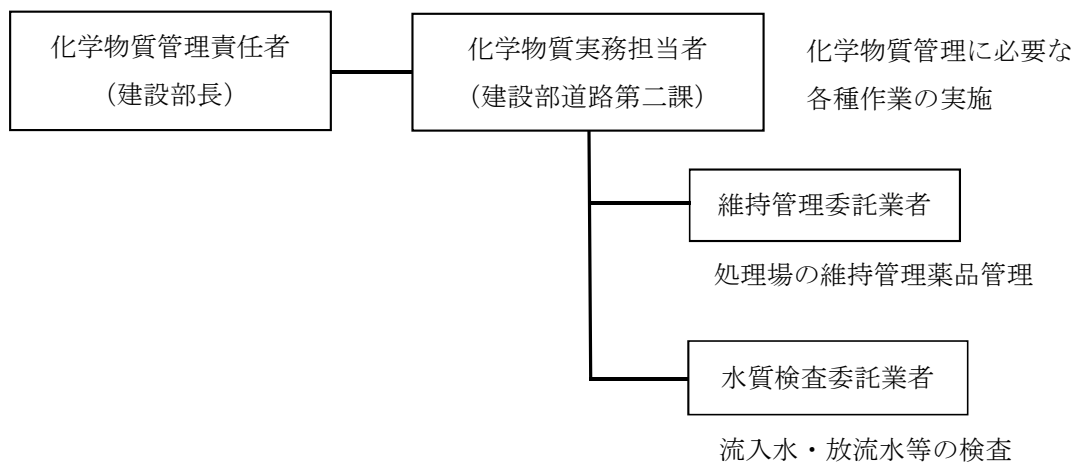 化学物質管理責任者
（建設部長）
化学物質実務担当者
（建設部道路第二課）
化学物質管理に必要な
各種作業の実施
維持管理委託業者
処理場の維持管理薬品管理
水質検査委託業者
流入水・放流水等の検査